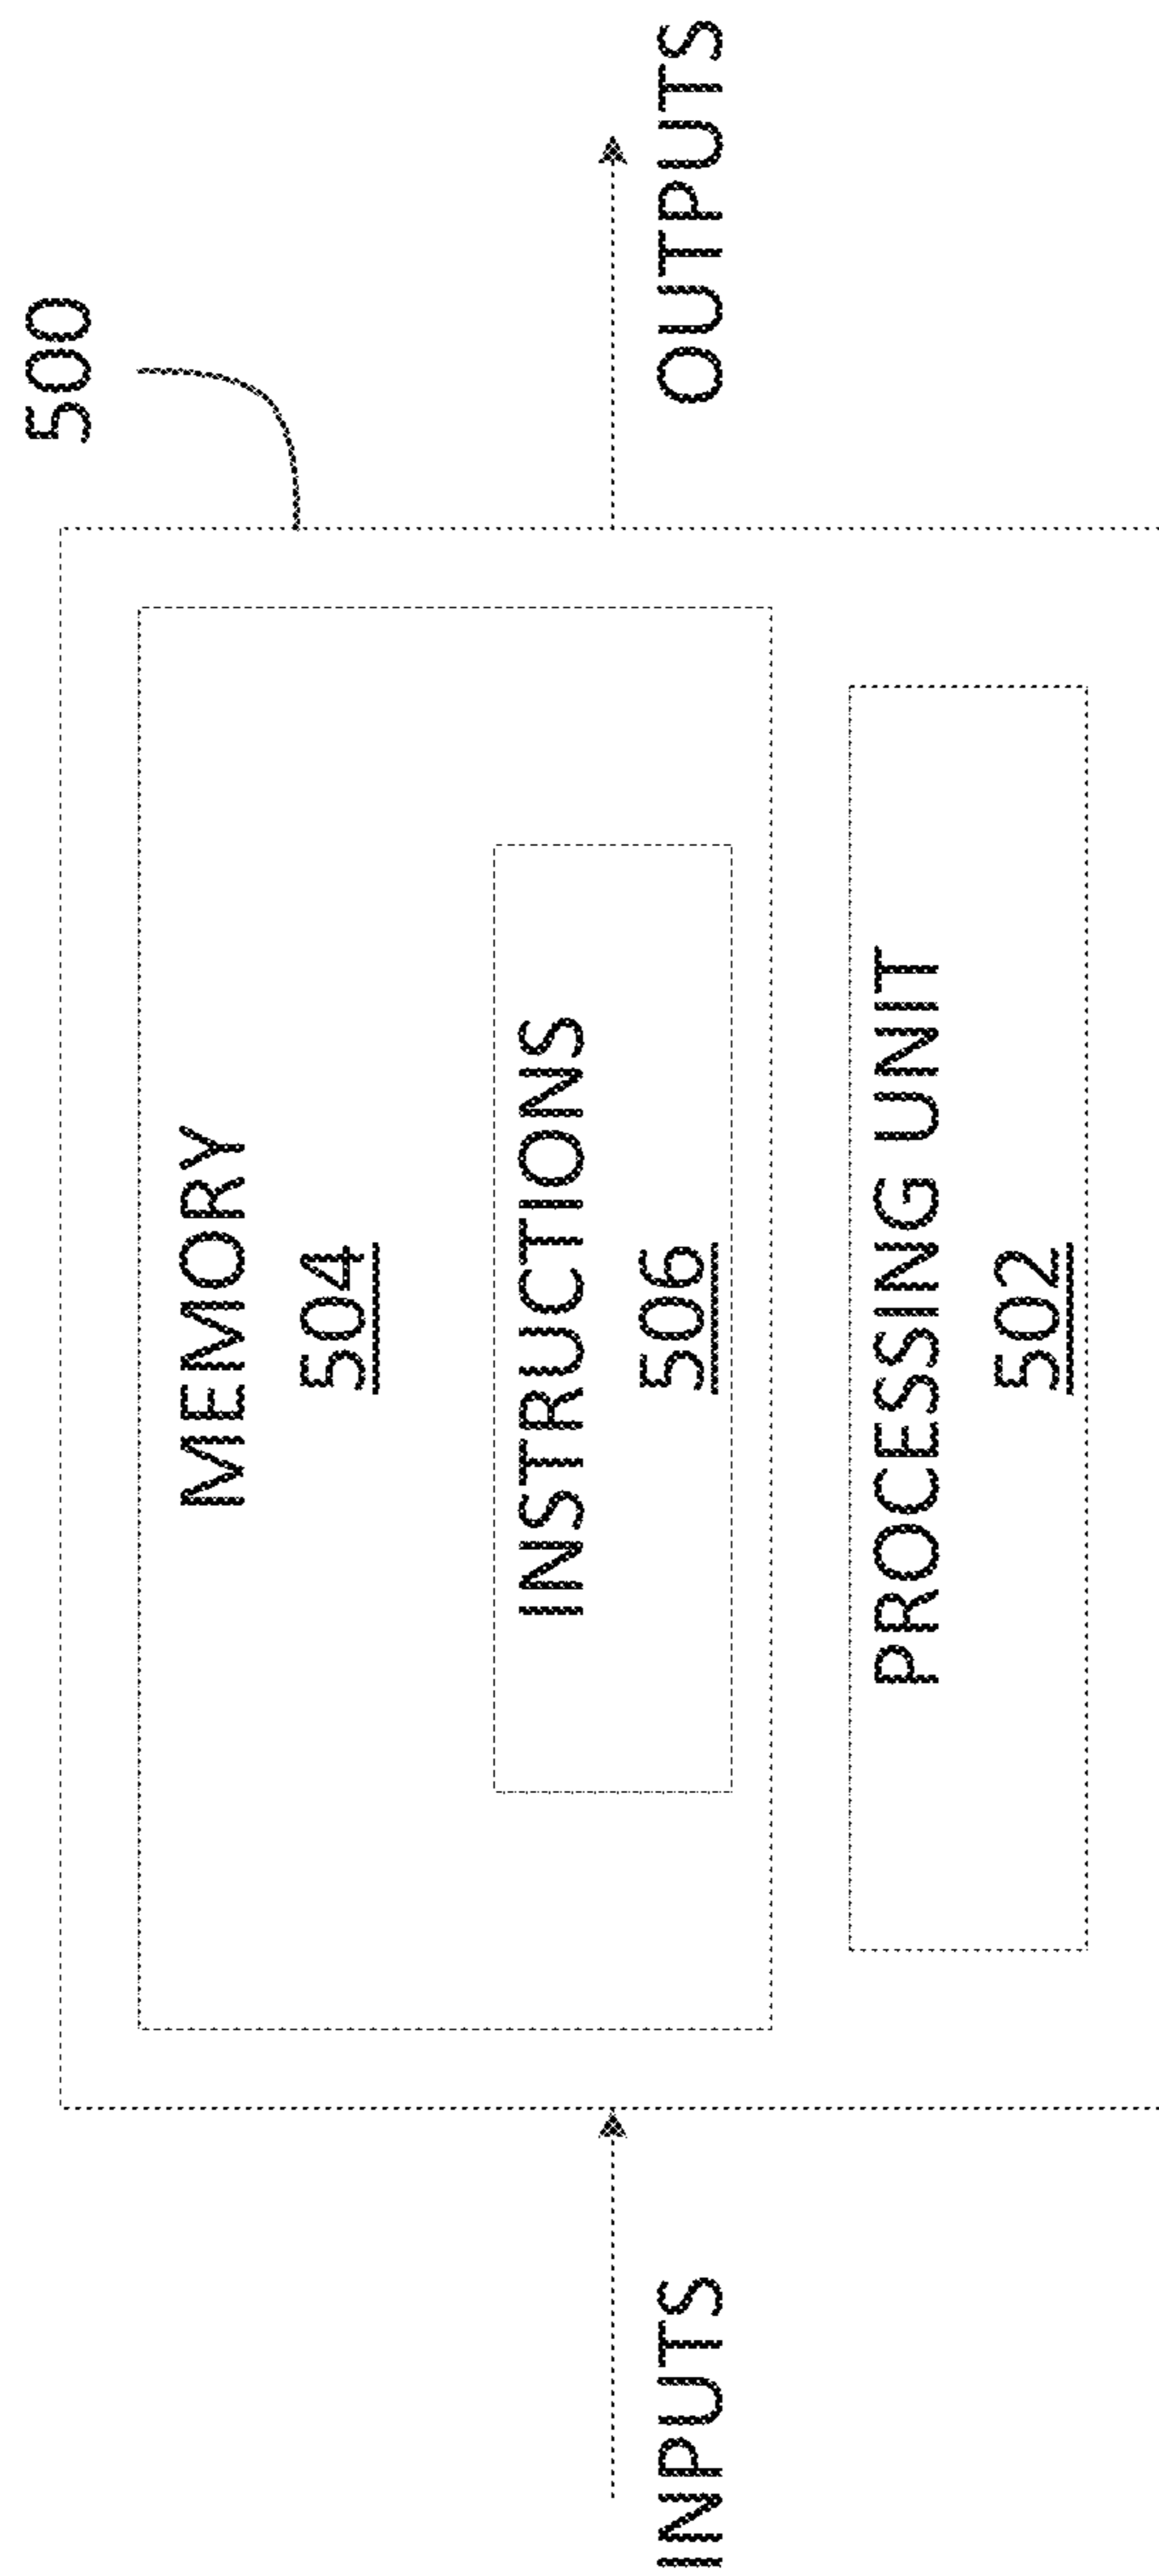 500
MEMORY
504
INSTRUCTIONS
506
PROCESSING UNIT
502
INPUTS
OUTPUTS